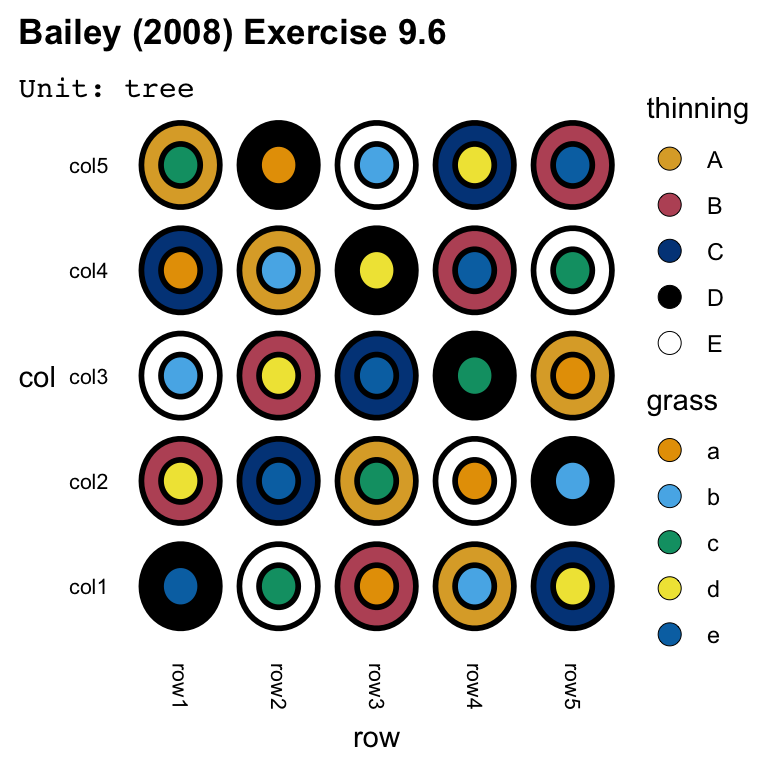 Bailey (2008) Exercise 9.6
Unit: tree
col5
col4
col3
col2
col1
col
row1
row2
row3
row4
row5
row
thinning
A
B
C
D
E
grass
a
b
c
d
e